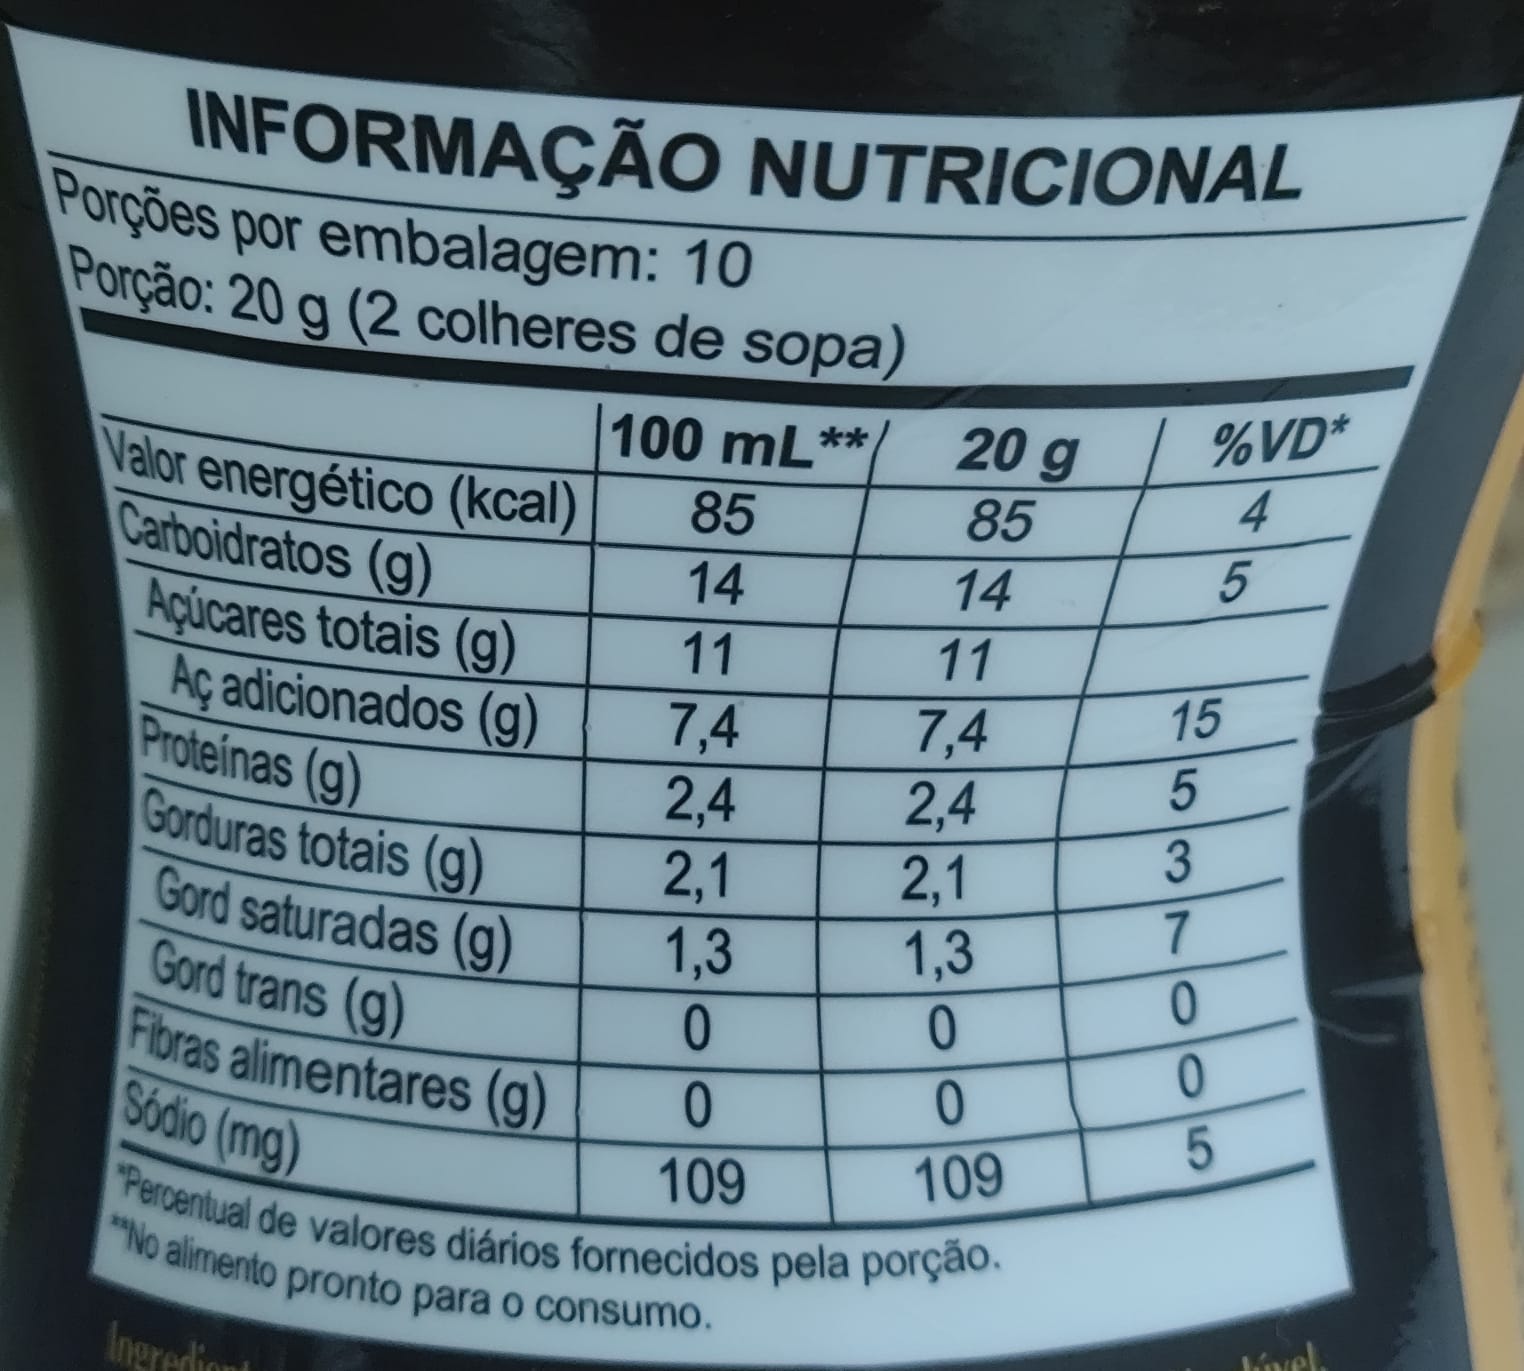 INFORMAÇÃO NUTRICIONAL
Porções por embalagem: 10
Porção: 20 g (2 colheres de sopa)
100 mL** 20 g %VD*
Valor energético (kcal) 85 85 4
Carboidratos (g) 14 14 5
Açúcares totais (g) 11 11
Aç adicionados (g) 7,4 7,4 15
Proteínas (g) 2,4 2,4 5
Gorduras totais (g) 2,1 2,1 3
Gord saturadas (g) 1,3 1,3 7
Gord trans (g) 0 0 0
Fibras alimentares (g) 0 0 0
Sódio (mg) 109 109 5
*Percentual de valores diários fornecidos pela porção.
**No alimento pronto para o consumo.